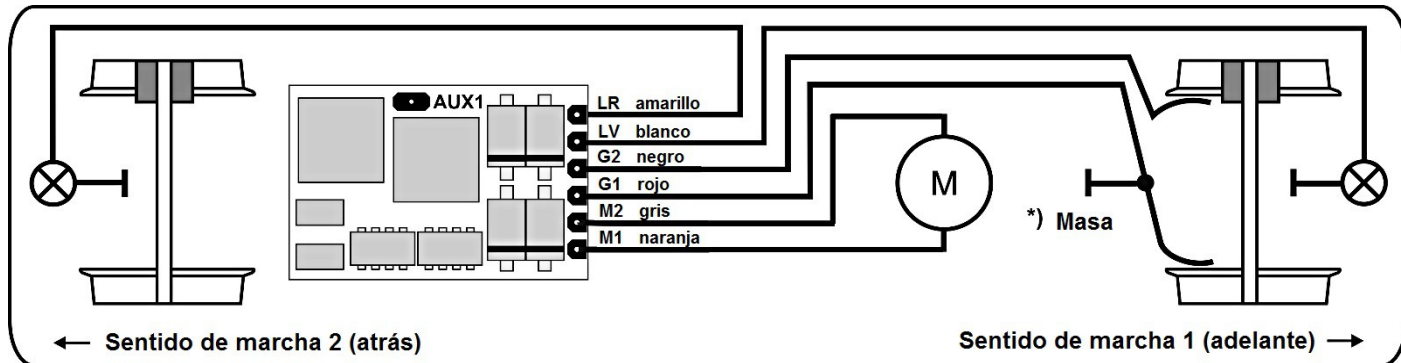 AUX1
LR amarillo
LV blanco
G2 negro
G1 rojo
M2 gris
M1 naranja
M
*) Masa
← Sentido de marcha 2 (atrás)
Sentido de marcha 1 (adelante) →